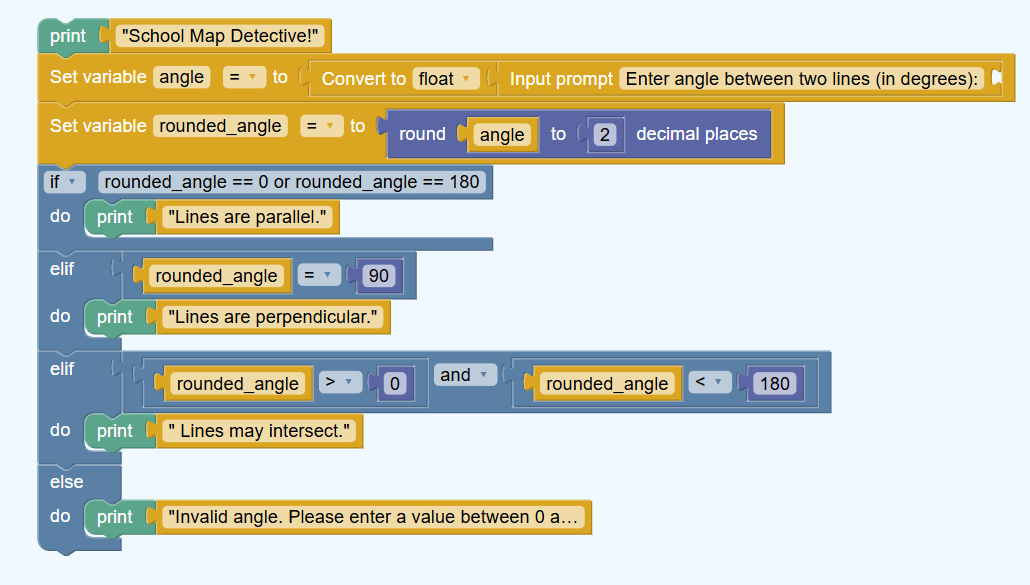 print "School Map Detective!"
Set variable angle = to Convert to float Input prompt Enter angle between two lines (in degrees):
Set variable rounded_angle = to round angle to 2 decimal places
if rounded_angle == 0 or rounded_angle == 180
do print "Lines are parallel."
elif rounded_angle = 90
do print "Lines are perpendicular."
elif rounded_angle > 0 and rounded_angle < 180
do print " Lines may intersect."
else
do print "Invalid angle. Please enter a value between 0 a...